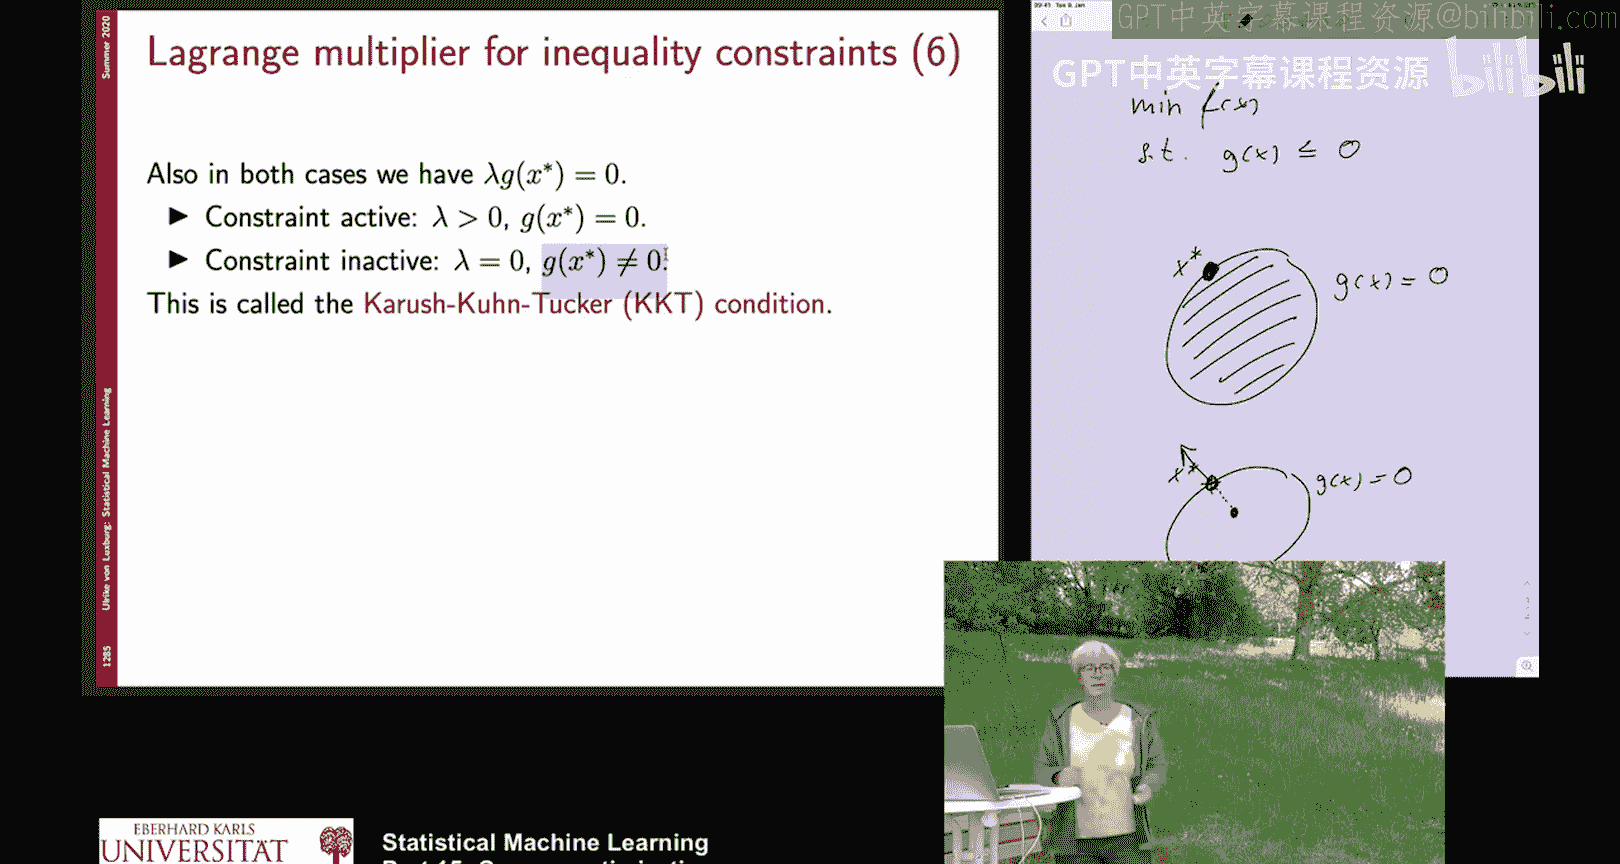 Summer 2020
Lagrange multiplier for inequality constraints (6)
Also in both cases we have λg(x*) = 0.
▶ Constraint active: λ > 0, g(x*) = 0.
▶ Constraint inactive: λ = 0, g(x*) ≠ 0.
This is called the Karush-Kuhn-Tucker (KKT) condition.
Ulrike von Luxburg: Statistical Machine Learning
1285
GPT中英字幕课程资源@bilibili.com
GPT中英字幕课程资源 bilibili
min f(x)
s.t. g(x) ≤ 0
x*
g(x) = 0
x*
g(x) = 0
EBERHARD KARLS
UNIVERSITÄT
Statistical Machine Learning